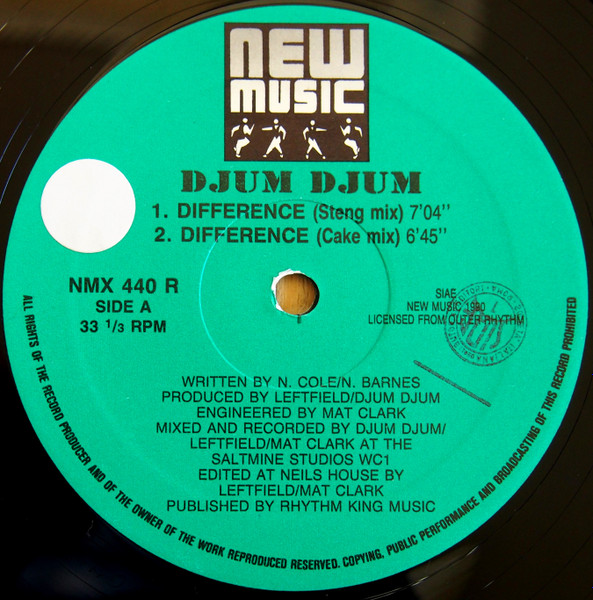 NEW
MUSIC
DJUM DJUM
1. DIFFERENCE (Steng mix) 7'04"
2. DIFFERENCE (Cake mix) 6'45"
NMX 440 R
SIDE A
33 1/3 RPM
SIAE
NEW MUSIC 1990
LICENSED FROM OUTER RHYTHM
WRITTEN BY N. COLE/N. BARNES
PRODUCED BY LEFTFIELD/DJUM DJUM
ENGINEERED BY MAT CLARK
MIXED AND RECORDED BY DJUM DJUM/
LEFTFIELD/MAT CLARK AT THE
SALTMINE STUDIOS WC1
EDITED AT NEILS HOUSE BY
LEFTFIELD/MAT CLARK
PUBLISHED BY RHYTHM KING MUSIC
ALL RIGHTS OF THE RECORD PRODUCER AND OF THE OWNER OF THE WORK REPRODUCED RESERVED. COPYING, PUBLIC PERFORMANCE AND BROADCASTING OF THIS RECORD PROHIBITED